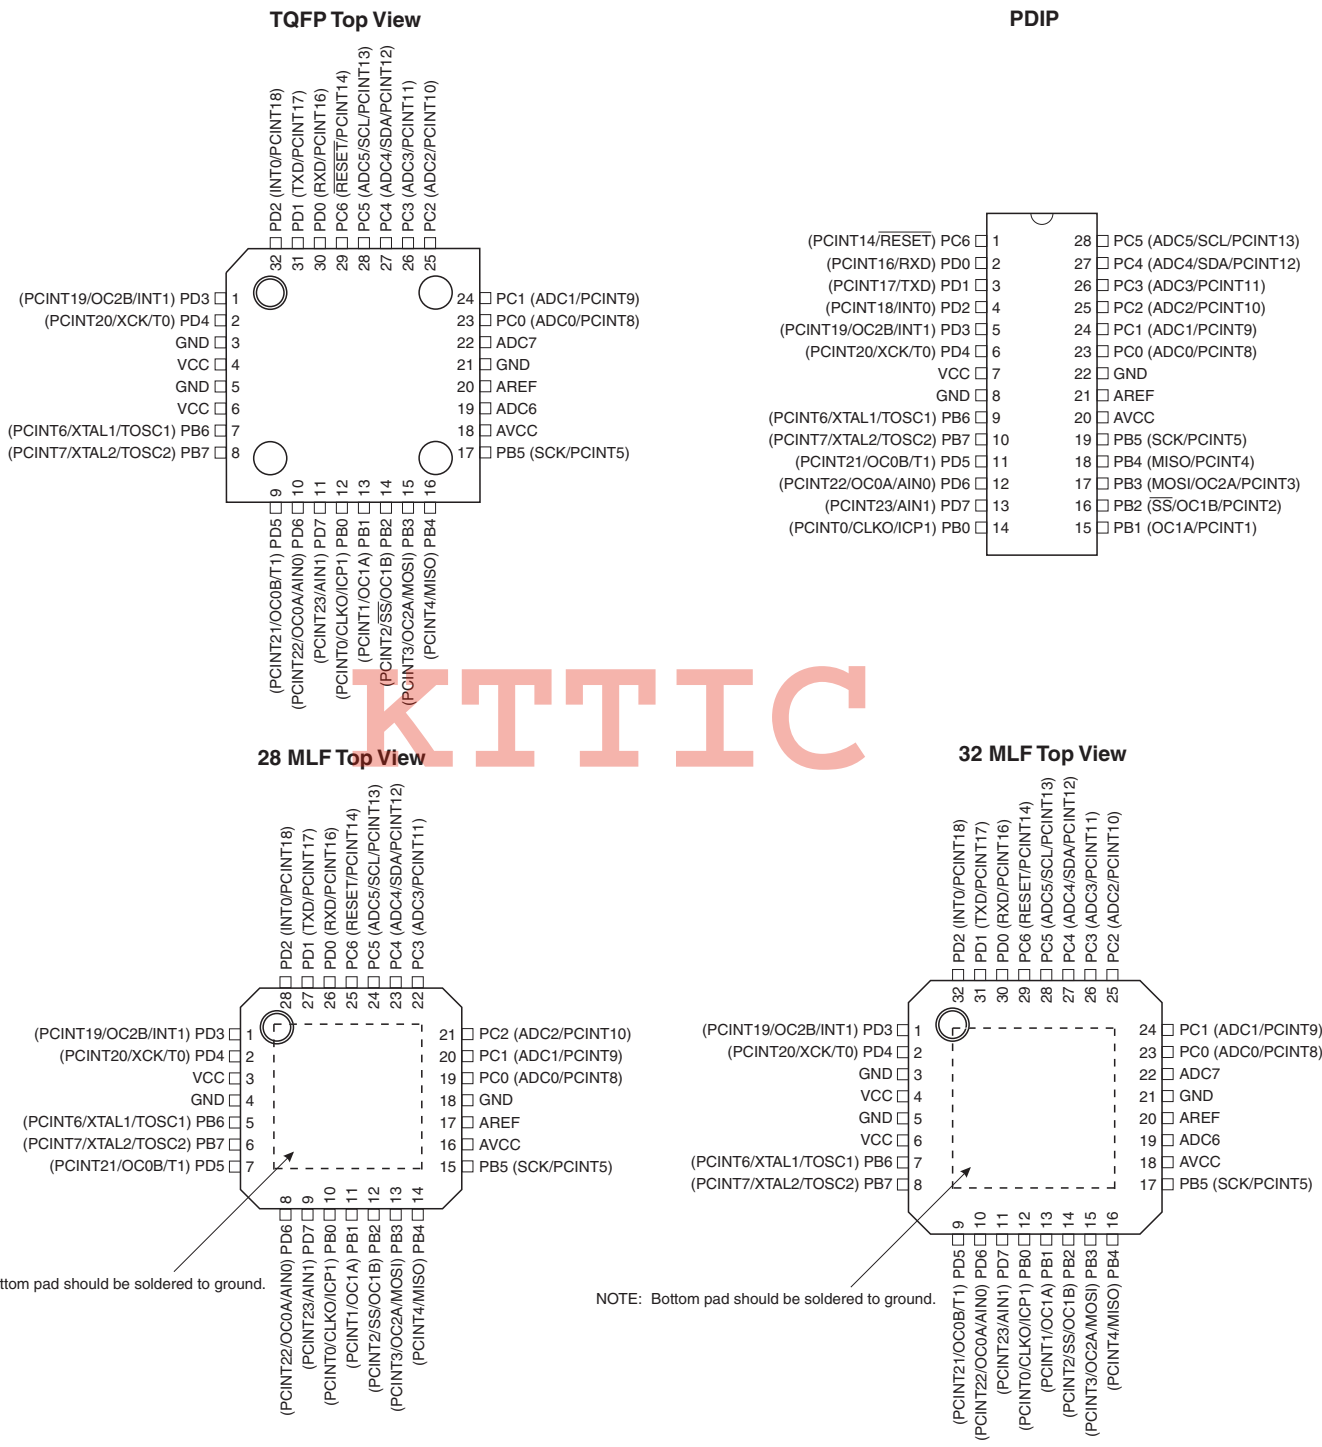 TQFP Top View
PD2 (INT0/PCINT18)
PD1 (TXD/PCINT17)
PD0 (RXD/PCINT16)
PC6 (RESET/PCINT14)
PC5 (ADC5/SCL/PCINT13)
PC4 (ADC4/SDA/PCINT12)
PC3 (ADC3/PCINT11)
PC2 (ADC2/PCINT10)
32 31 30 29 28 27 26 25
(PCINT19/OC2B/INT1) PD3 1
(PCINT20/XCK/T0) PD4 2
GND 3
VCC 4
GND 5
VCC 6
(PCINT6/XTAL1/TOSC1) PB6 7
(PCINT7/XTAL2/TOSC2) PB7 8
24 PC1 (ADC1/PCINT9)
23 PC0 (ADC0/PCINT8)
22 ADC7
21 GND
20 AREF
19 ADC6
18 AVCC
17 PB5 (SCK/PCINT5)
9 10 11 12 13 14 15 16
(PCINT21/OC0B/T1) PD5
(PCINT22/OC0A/AIN0) PD6
(PCINT23/AIN1) PD7
(PCINT0/CLKO/ICP1) PB0
(PCINT1/OC1A) PB1
(PCINT2/SS/OC1B) PB2
(PCINT3/OC2A/MOSI) PB3
(PCINT4/MISO) PB4
PDIP
(PCINT14/RESET) PC6 1
(PCINT16/RXD) PD0 2
(PCINT17/TXD) PD1 3
(PCINT18/INT0) PD2 4
(PCINT19/OC2B/INT1) PD3 5
(PCINT20/XCK/T0) PD4 6
VCC 7
GND 8
(PCINT6/XTAL1/TOSC1) PB6 9
(PCINT7/XTAL2/TOSC2) PB7 10
(PCINT21/OC0B/T1) PD5 11
(PCINT22/OC0A/AIN0) PD6 12
(PCINT23/AIN1) PD7 13
(PCINT0/CLKO/ICP1) PB0 14
28 PC5 (ADC5/SCL/PCINT13)
27 PC4 (ADC4/SDA/PCINT12)
26 PC3 (ADC3/PCINT11)
25 PC2 (ADC2/PCINT10)
24 PC1 (ADC1/PCINT9)
23 PC0 (ADC0/PCINT8)
22 GND
21 AREF
20 AVCC
19 PB5 (SCK/PCINT5)
18 PB4 (MISO/PCINT4)
17 PB3 (MOSI/OC2A/PCINT3)
16 PB2 (SS/OC1B/PCINT2)
15 PB1 (OC1A/PCINT1)
KTTIC
28 MLF Top View
PD2 (INT0/PCINT18)
PD1 (TXD/PCINT17)
PD0 (RXD/PCINT16)
PC6 (RESET/PCINT14)
PC5 (ADC5/SCL/PCINT13)
PC4 (ADC4/SDA/PCINT12)
PC3 (ADC3/PCINT11)
28 27 26 25 24 23 22
(PCINT19/OC2B/INT1) PD3 1
(PCINT20/XCK/T0) PD4 2
VCC 3
GND 4
(PCINT6/XTAL1/TOSC1) PB6 5
(PCINT7/XTAL2/TOSC2) PB7 6
(PCINT21/OC0B/T1) PD5 7
21 PC2 (ADC2/PCINT10)
20 PC1 (ADC1/PCINT9)
19 PC0 (ADC0/PCINT8)
18 GND
17 AREF
16 AVCC
15 PB5 (SCK/PCINT5)
8 9 10 11 12 13 14
(PCINT22/OC0A/AIN0) PD6
(PCINT23/AIN1) PD7
(PCINT0/CLKO/ICP1) PB0
(PCINT1/OC1A) PB1
(PCINT2/SS/OC1B) PB2
(PCINT3/OC2A/MOSI) PB3
(PCINT4/MISO) PB4
ttom pad should be soldered to ground.
32 MLF Top View
PD2 (INT0/PCINT18)
PD1 (TXD/PCINT17)
PD0 (RXD/PCINT16)
PC6 (RESET/PCINT14)
PC5 (ADC5/SCL/PCINT13)
PC4 (ADC4/SDA/PCINT12)
PC3 (ADC3/PCINT11)
PC2 (ADC2/PCINT10)
32 31 30 29 28 27 26 25
(PCINT19/OC2B/INT1) PD3 1
(PCINT20/XCK/T0) PD4 2
GND 3
VCC 4
GND 5
VCC 6
(PCINT6/XTAL1/TOSC1) PB6 7
(PCINT7/XTAL2/TOSC2) PB7 8
24 PC1 (ADC1/PCINT9)
23 PC0 (ADC0/PCINT8)
22 ADC7
21 GND
20 AREF
19 ADC6
18 AVCC
17 PB5 (SCK/PCINT5)
9 10 11 12 13 14 15 16
(PCINT21/OC0B/T1) PD5
(PCINT22/OC0A/AIN0) PD6
(PCINT23/AIN1) PD7
(PCINT0/CLKO/ICP1) PB0
(PCINT1/OC1A) PB1
(PCINT2/SS/OC1B) PB2
(PCINT3/OC2A/MOSI) PB3
(PCINT4/MISO) PB4
NOTE: Bottom pad should be soldered to ground.